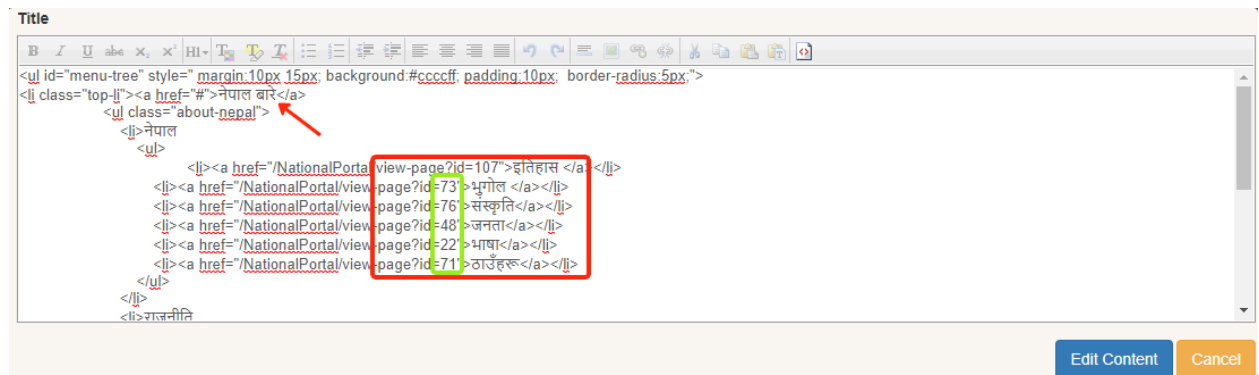 Title
B I U abc x, x² H1
<ul id="menu-tree" style=" margin:10px 15px; background:#ccccff; padding:10px;  border-radius:5px;">
<li class="top-li"><a href="#">नेपाल बारे</a>
<ul class="about-nepal">
<li>नेपाल
<ul>
<li><a href="/NationalPortal/view-page?id=107">इतिहास </a></li>
<li><a href="/NationalPortal/view-page?id=73">भुगोल </a></li>
<li><a href="/NationalPortal/view-page?id=76">संस्कृति</a></li>
<li><a href="/NationalPortal/view-page?id=48">जनता</a></li>
<li><a href="/NationalPortal/view-page?id=22">भाषा</a></li>
<li><a href="/NationalPortal/view-page?id=71">ठाउँहरू</a></li>
</ul>
</li>
<li>राजनीति
Edit Content Cancel